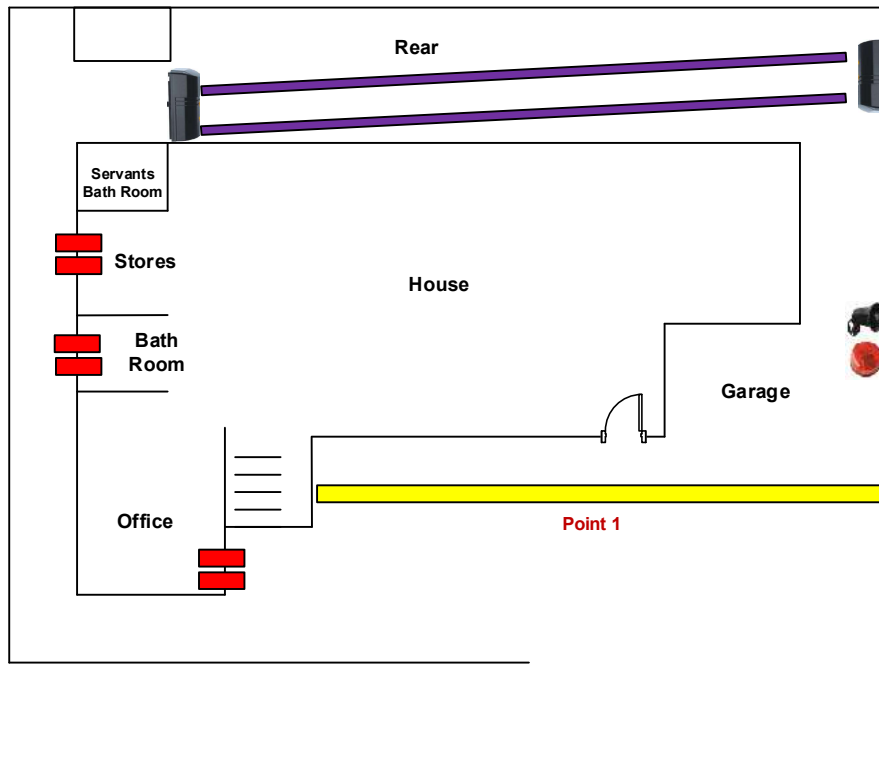 Rear
Servants
Bath Room
Stores
House
Bath
Room
Garage
Office
Point 1